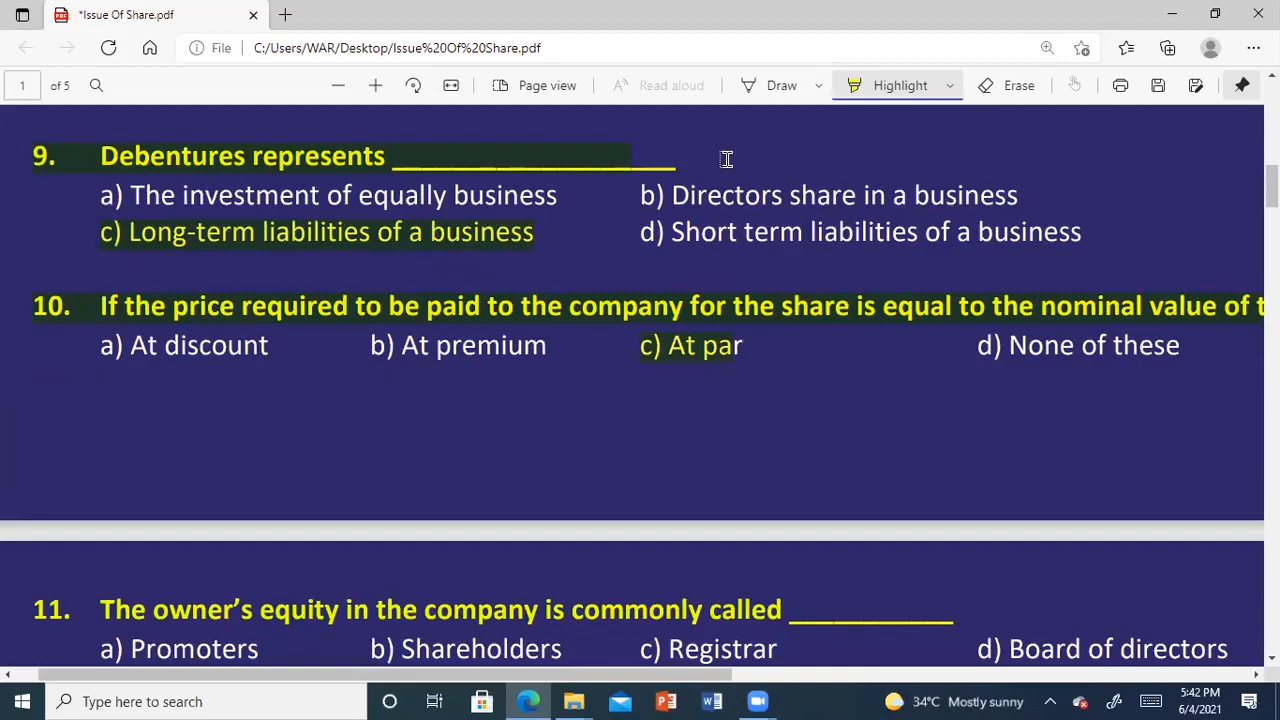 *Issue Of Share.pdf
File C:/Users/WAR/Desktop/Issue%20Of%20Share.pdf
1 of 5 Page view Read aloud Draw Highlight Erase
9. Debentures represents ___________________
a) The investment of equally business b) Directors share in a business
c) Long-term liabilities of a business d) Short term liabilities of a business
10. If the price required to be paid to the company for the share is equal to the nominal value of t
a) At discount b) At premium c) At par d) None of these
11. The owner's equity in the company is commonly called ___________
a) Promoters b) Shareholders c) Registrar d) Board of directors
Type here to search 34°C Mostly sunny 5:42 PM
6/4/2021